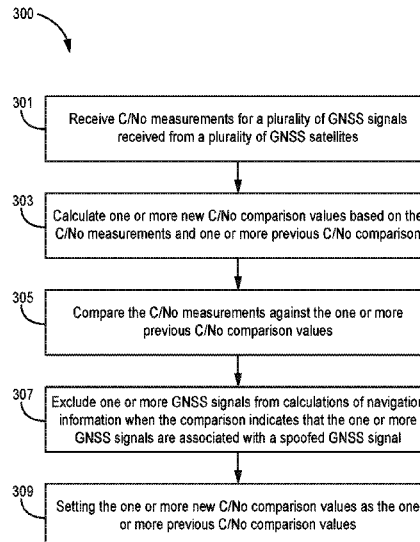 300
301
Receive C/No measurements for a plurality of GNSS signals
received from a plurality of GNSS satellites
303
Calculate one or more new C/No comparison values based on the
C/No measurements and one or more previous C/No comparison
305
Compare the C/No measurements against the one or more
previous C/No comparison values
307
Exclude one or more GNSS signals from calculations of navigation
information when the comparison indicates that the one or more
GNSS signals are associated with a spoofed GNSS signal
309
Setting the one or more new C/No comparison values as the one
or more previous C/No comparison values